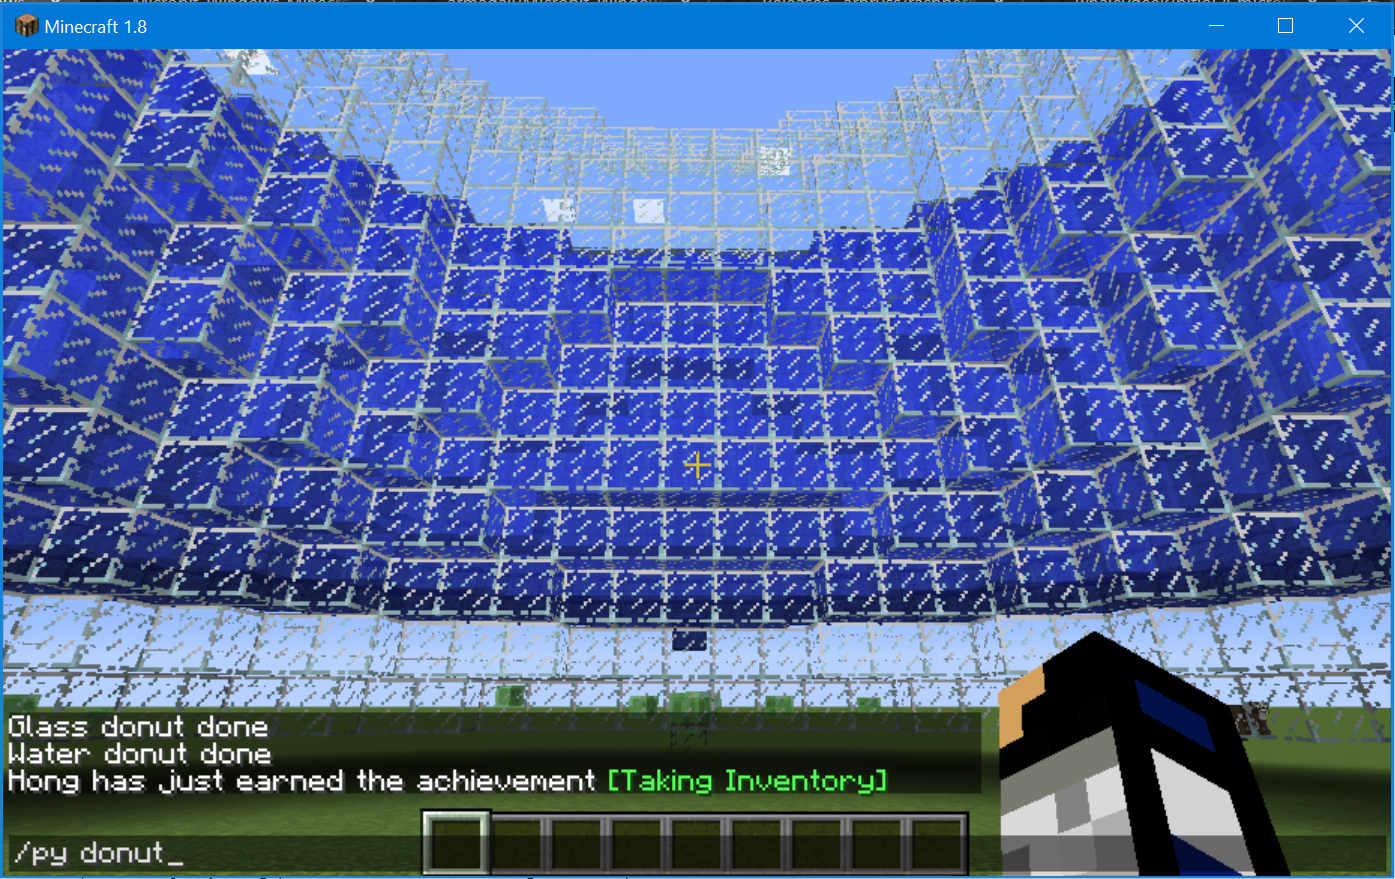 Minecraft 1.8
Glass donut done
Water donut done
Hong has just earned the achievement [Taking Inventory]
/py donut_